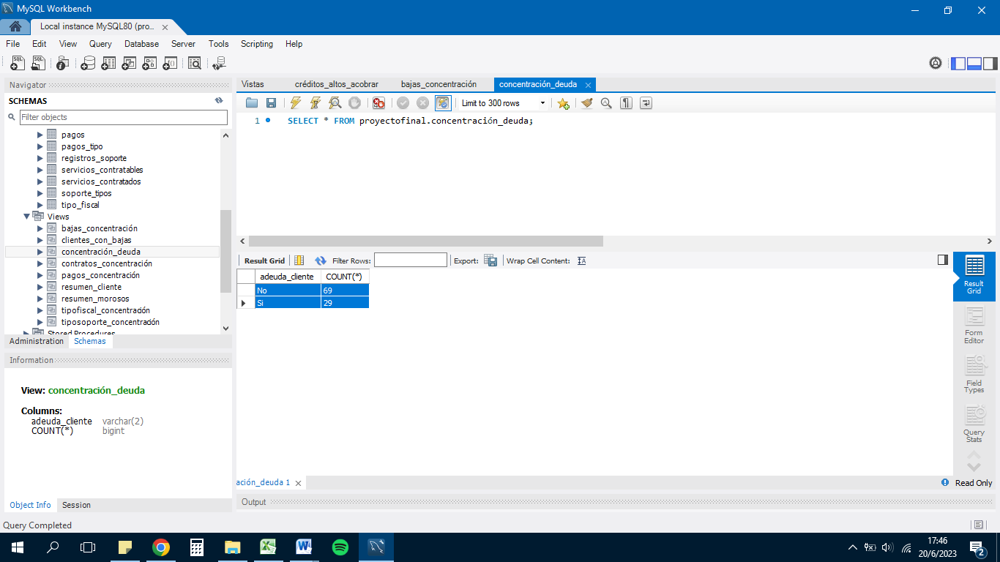 MySQL Workbench
Local instance MySQL80 (pro...
File Edit View Query Database Server Tools Scripting Help
Navigator
SCHEMAS
Filter objects
pagos
pagos_tipo
registros_soporte
servicios_contratables
servicios_contratados
soporte_tipos
tipo_fiscal
Views
bajas_concentración
clientes_con_bajas
concentración_deuda
contratos_concentración
pagos_concentración
resumen_cliente
resumen_morosos
tipofiscal_concentración
tiposoporte_concentración
Stored Procedures
Administration Schemas
Information
View: concentración_deuda
Columns:
adeuda_cliente varchar(2)
COUNT(*) bigint
Object Info Session
Vistas créditos_altos_acobrar bajas_concentración concentración_deuda
Limit to 300 rows
1 SELECT * FROM proyectofinal.concentración_deuda;
Result Grid Filter Rows: Export: Wrap Cell Content:
adeuda_cliente COUNT(*)
No 69
Si 29
Result
Grid
Form
Editor
Field
Types
Query
Stats
ación_deuda 1
Read Only
Output
Query Completed
17:46
20/6/2023
2